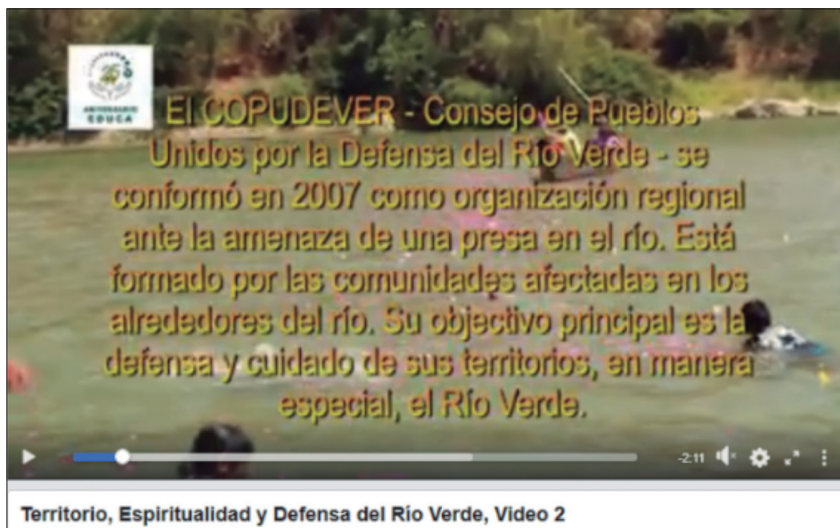 ANIVERSARIO
EDUCA
El COPUDEVER - Consejo de Pueblos
Unidos por la Defensa del Río Verde - se
conformó en 2007 como organización regional
ante la amenaza de una presa en el río. Está
formado por las comunidades afectadas en los
alrededores del río. Su objectivo principal es la
defensa y cuidado de sus territorios, en manera
especial, el Río Verde.
-2:11
Territorio, Espiritualidad y Defensa del Río Verde, Video 2